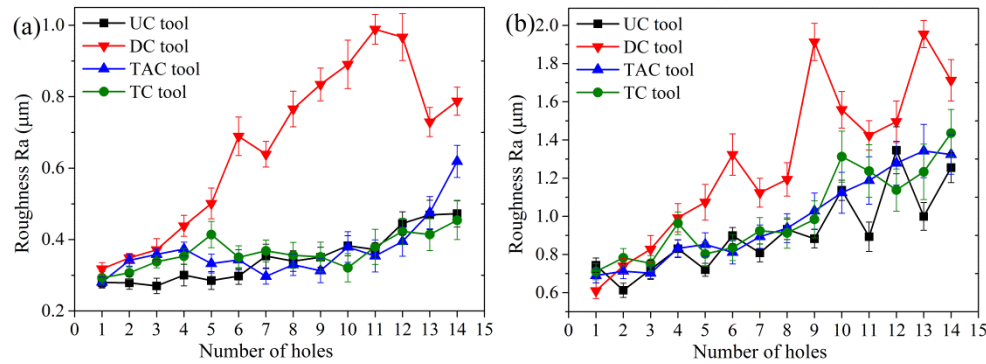 (a)
UC tool
DC tool
TAC tool
TC tool
Roughness Ra (μm)
1.0
0.8
0.6
0.4
0.2
0 1 2 3 4 5 6 7 8 9 10 11 12 13 14 15
Number of holes
(b)
UC tool
DC tool
TAC tool
TC tool
Roughness Ra (μm)
2.0
1.8
1.6
1.4
1.2
1.0
0.8
0.6
0 1 2 3 4 5 6 7 8 9 10 11 12 13 14 15
Number of holes